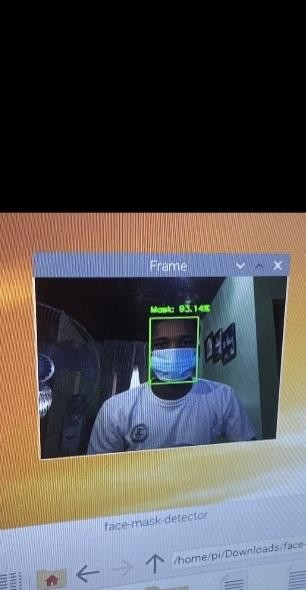 Frame
Mask: 93.14%
face-mask-detector
/home/pi/Downloads/face-